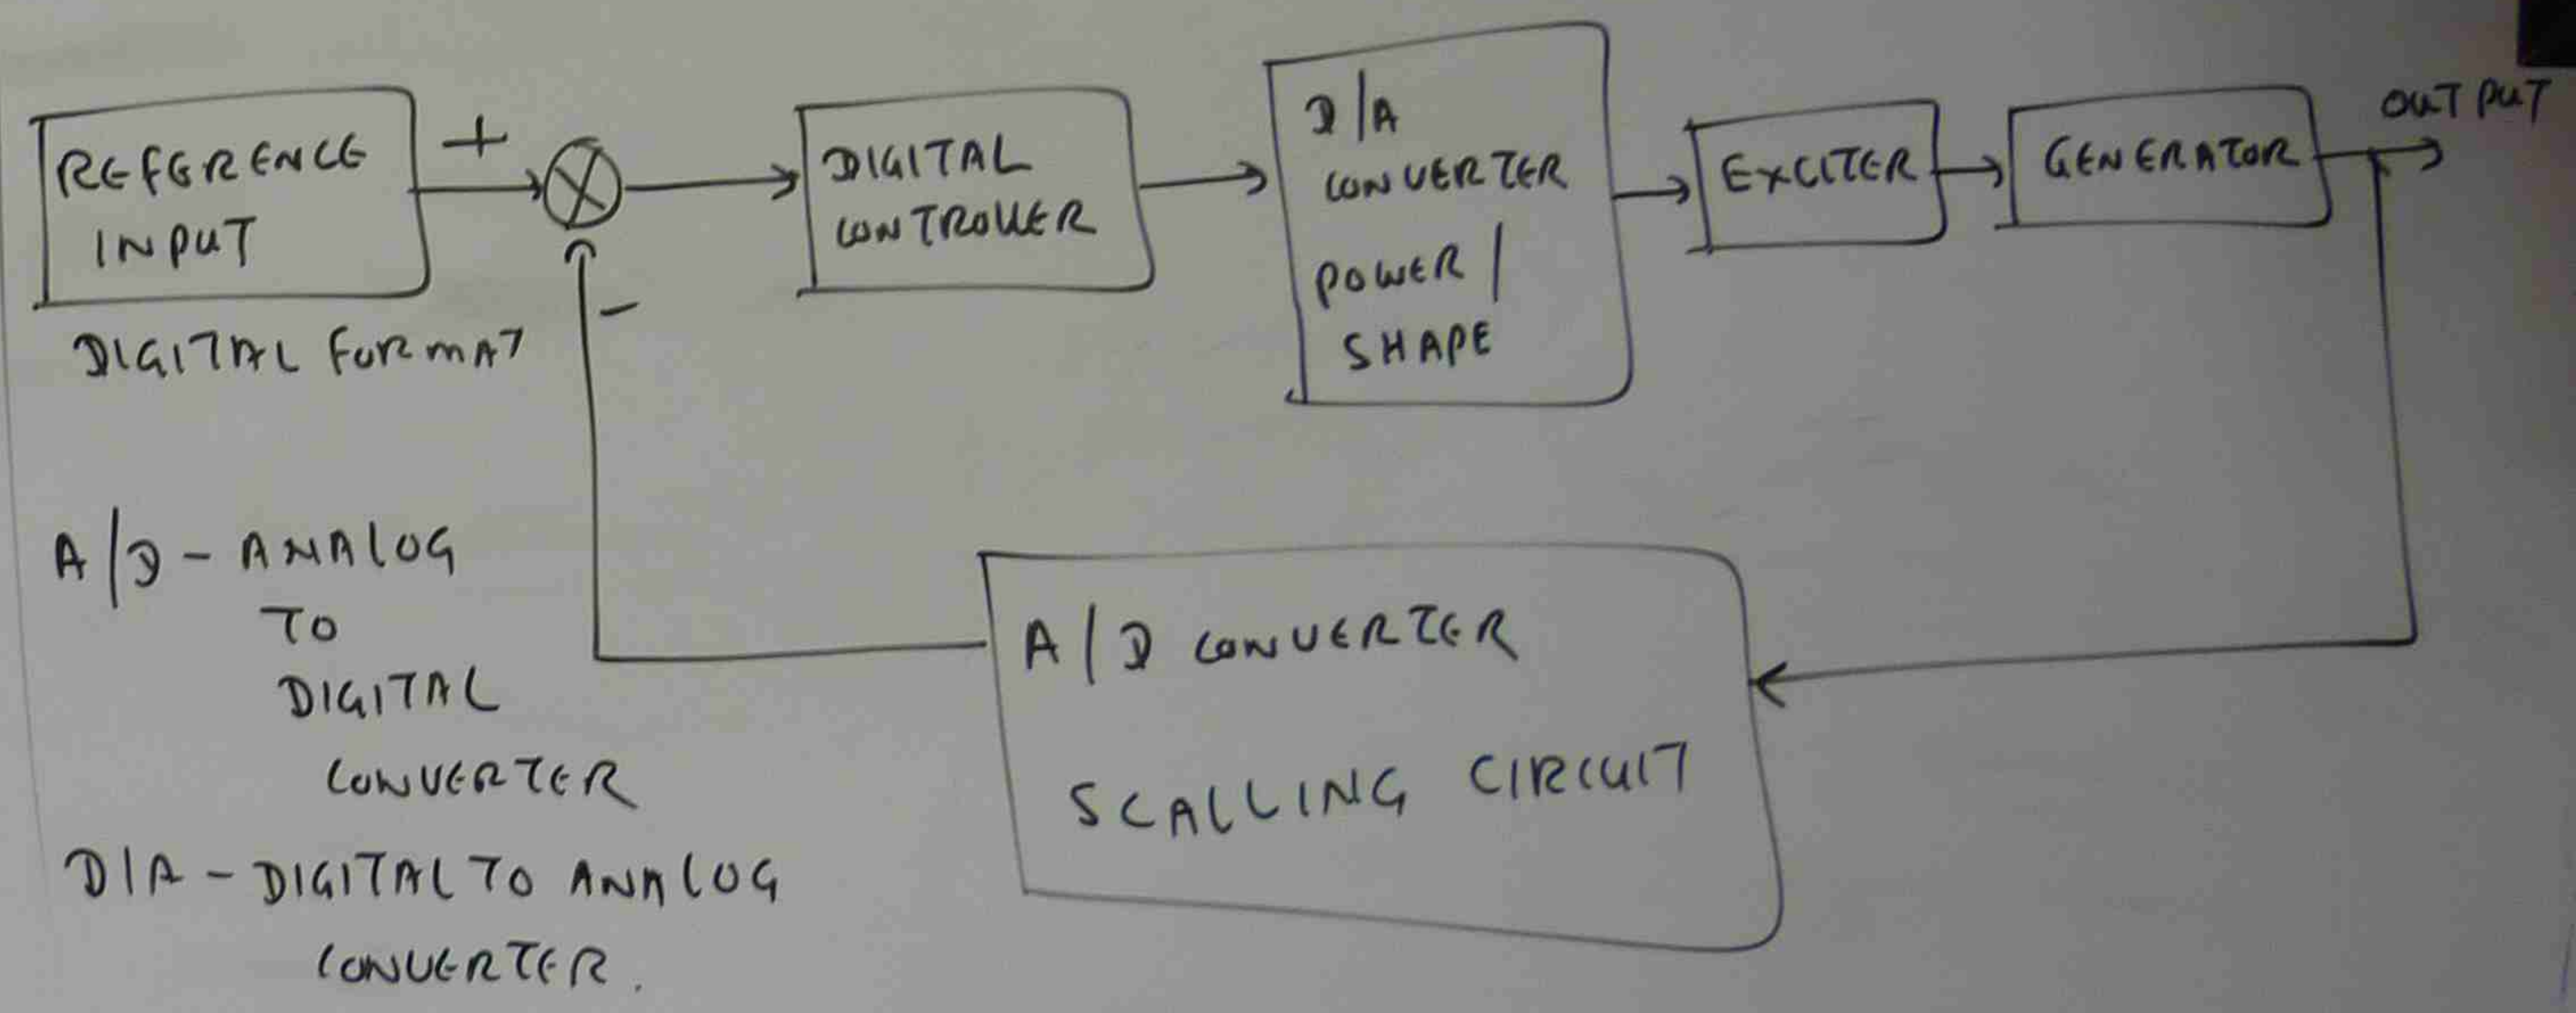 REFERENCE
INPUT
DIGITAL FORMAT
+
-
DIGITAL
CONTROLLER
D/A
CONVERTER
POWER/
SHAPE
EXCITER
GENERATOR
OUTPUT
A/D CONVERTER
SCALLING CIRCUIT
A/D - ANALOG
TO
DIGITAL
CONVERTER
D/A - DIGITAL TO ANALOG
CONVERTER.